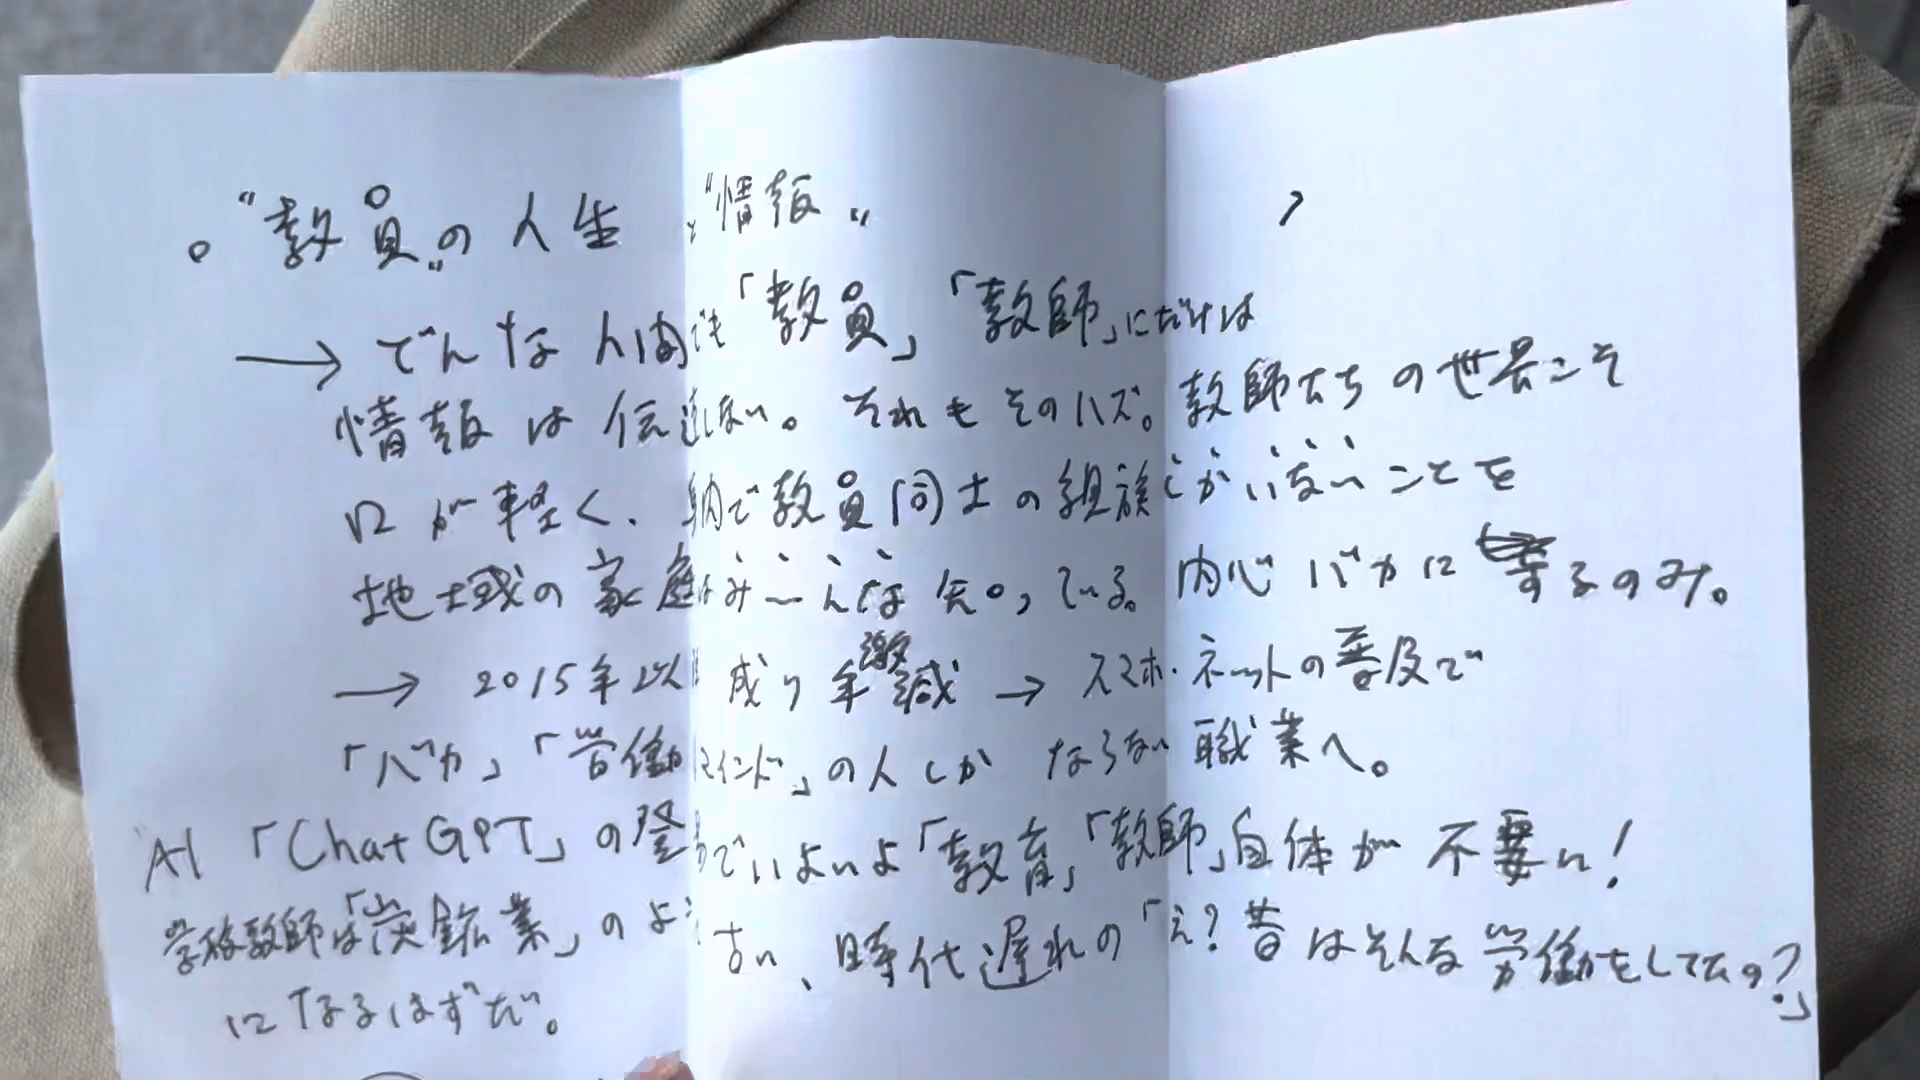 。“教員”の人生、“情報”
→ どんな人間でも「教員」「教師」にだけは
情報は伝達しない。それもそのハズ。教師たちの世界こそ
口が軽く、 教員同士の組族しかいないことを
地域の家庭はみ〜んな知っている。内心バカにするのみ。
→ 2015年以降 成り手激減 → スマホ・ネットの普及で
「バカ」「労働マインド」の人しか ならない職業へ。
AI「ChatGPT」の登場でいよいよ「教育」「教師」自体が不要に!
学校教師は「炭鉱業」のような古い、時代遅れの「え?昔はそんな労働をしてたの?」
になるはずだ。